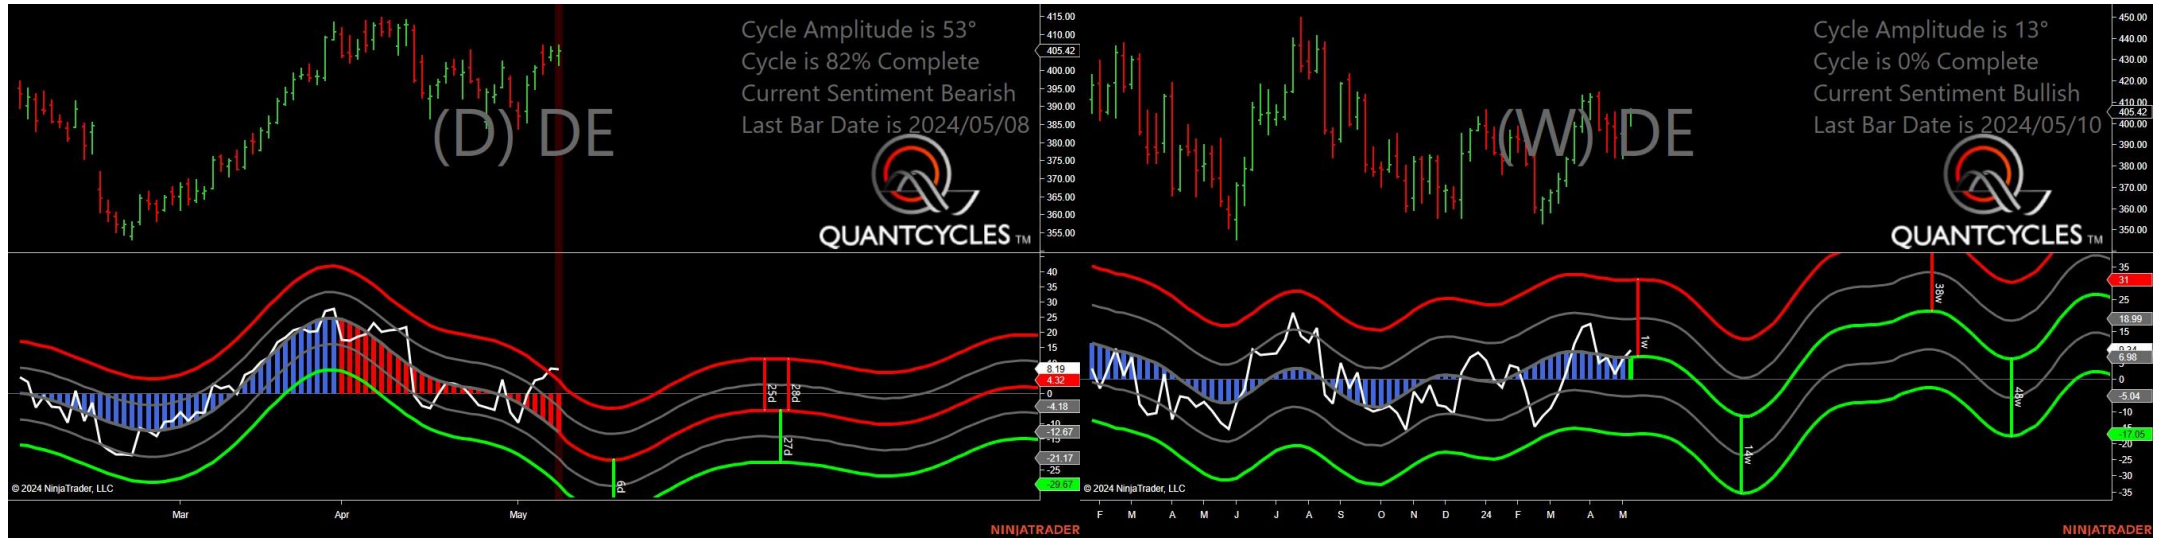 Cycle Amplitude is 53°
Cycle is 82% Complete
Current Sentiment Bearish
Last Bar Date is 2024/05/08
(D) DE
QUANTCYCLES TM
415.00
410.00
405.42
400.00
395.00
390.00
385.00
380.00
375.00
370.00
365.00
360.00
355.00
40
35
30
25
20
15
8.19
4.32
0
-4.18
-12.67
-21.17
-25
-29.67
25d
28d
27d
6d
© 2024 NinjaTrader, LLC
Mar
Apr
May
NINJATRADER
Cycle Amplitude is 13°
Cycle is 0% Complete
Current Sentiment Bullish
Last Bar Date is 2024/05/10
(W) DE
QUANTCYCLES TM
450.00
440.00
430.00
420.00
410.00
405.42
400.00
390.00
380.00
370.00
360.00
350.00
35
31
25
18.99
15
6.98
0
-5.04
-10
-17.05
-20
-25
-30
-35
1w
14w
38w
48w
© 2024 NinjaTrader, LLC
F M A M J J A S O N D 24 F M A M
NINJATRADER